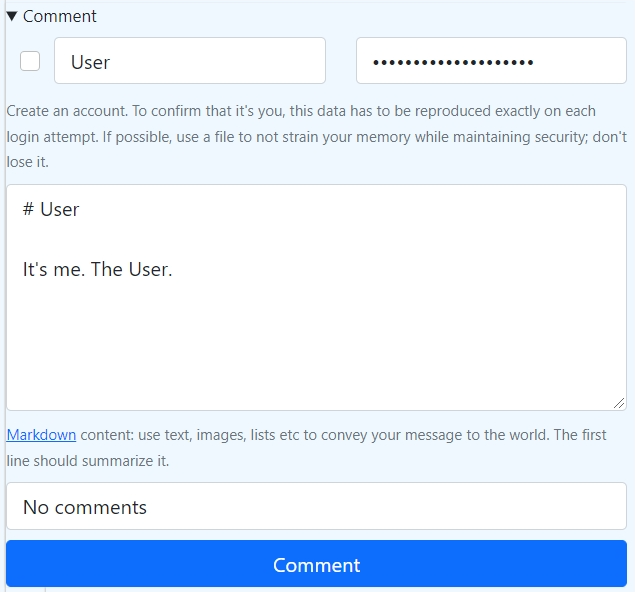 ▼ Comment
User ••••••••••••••••••••
Create an account. To confirm that it's you, this data has to be reproduced exactly on each
login attempt. If possible, use a file to not strain your memory while maintaining security; don't
lose it.
# User
It's me. The User.
Markdown content: use text, images, lists etc to convey your message to the world. The first
line should summarize it.
No comments
Comment